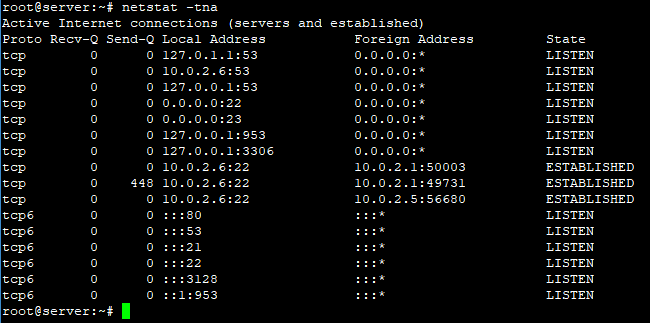 root@server:~# netstat -tna
Active Internet connections (servers and established)
Proto Recv-Q Send-Q Local Address           Foreign Address         State
tcp        0      0 127.0.1.1:53            0.0.0.0:*               LISTEN
tcp        0      0 10.0.2.6:53             0.0.0.0:*               LISTEN
tcp        0      0 127.0.0.1:53            0.0.0.0:*               LISTEN
tcp        0      0 0.0.0.0:22              0.0.0.0:*               LISTEN
tcp        0      0 0.0.0.0:23              0.0.0.0:*               LISTEN
tcp        0      0 127.0.0.1:953           0.0.0.0:*               LISTEN
tcp        0      0 127.0.0.1:3306          0.0.0.0:*               LISTEN
tcp        0      0 10.0.2.6:22             10.0.2.1:50003          ESTABLISHED
tcp        0    448 10.0.2.6:22             10.0.2.1:49731          ESTABLISHED
tcp        0      0 10.0.2.6:22             10.0.2.5:56680          ESTABLISHED
tcp6       0      0 :::80                   :::*                    LISTEN
tcp6       0      0 :::53                   :::*                    LISTEN
tcp6       0      0 :::21                   :::*                    LISTEN
tcp6       0      0 :::22                   :::*                    LISTEN
tcp6       0      0 :::3128                 :::*                    LISTEN
tcp6       0      0 ::1:953                 :::*                    LISTEN
root@server:~#